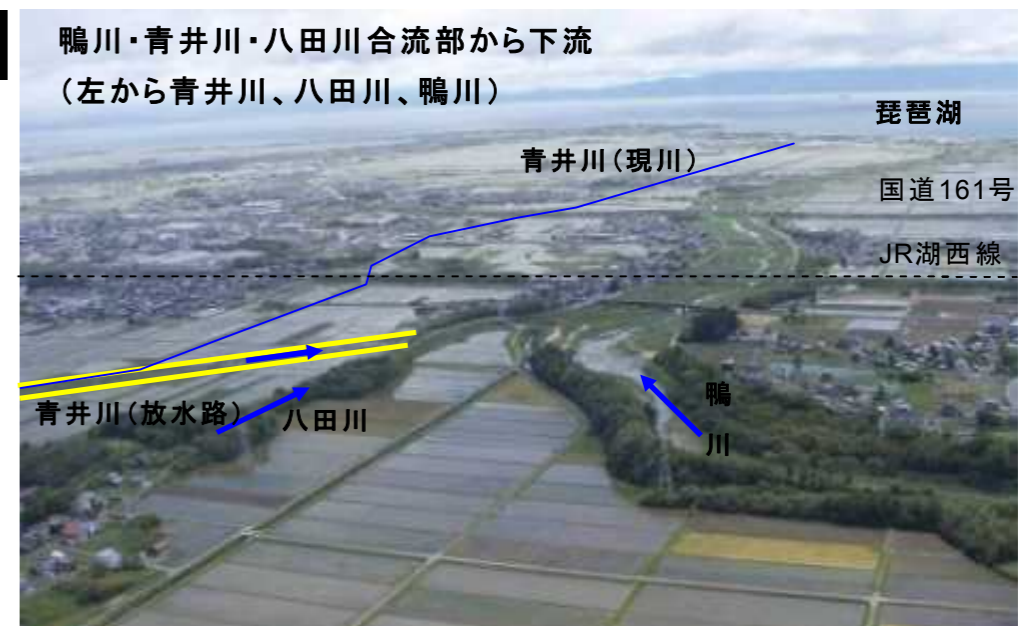 鴨川・青井川・八田川合流部から下流
（左から青井川、八田川、鴨川）
琵琶湖
青井川（現川）
国道161号
JR湖西線
青井川（放水路）
八田川
鴨
川